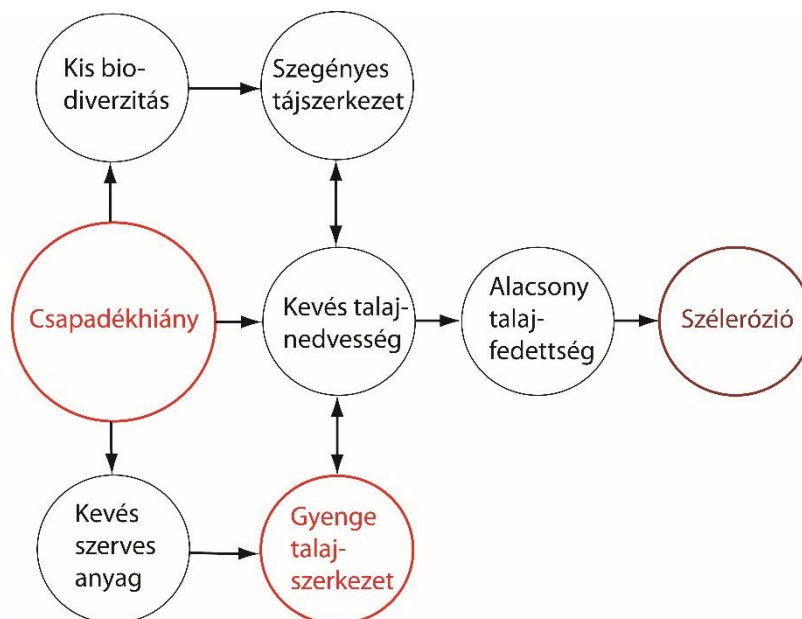 Kis bio-
diverzitás
Szegényes
tájszerkezet
Csapadékhiány
Kevés talaj-
nedvesség
Alacsony
talaj-
fedettség
Szélerózió
Kevés
szerves
anyag
Gyenge
talaj-
szerkezet